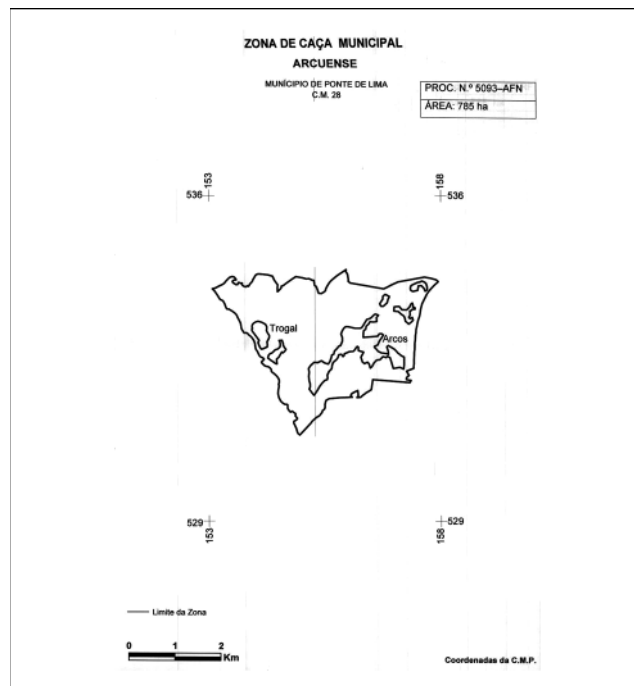 ZONA DE CAÇA MUNICIPAL
ARCUENSE
MUNÍCIPIO DE PONTE DE LIMA
C.M. 28
PROC. N.º 5093–AFN
ÁREA: 785 ha
153
158
536
536
Trogal
Arcos
529
529
153
158
Limite da Zona
0 1 2
Km
Coordenadas da C.M.P.